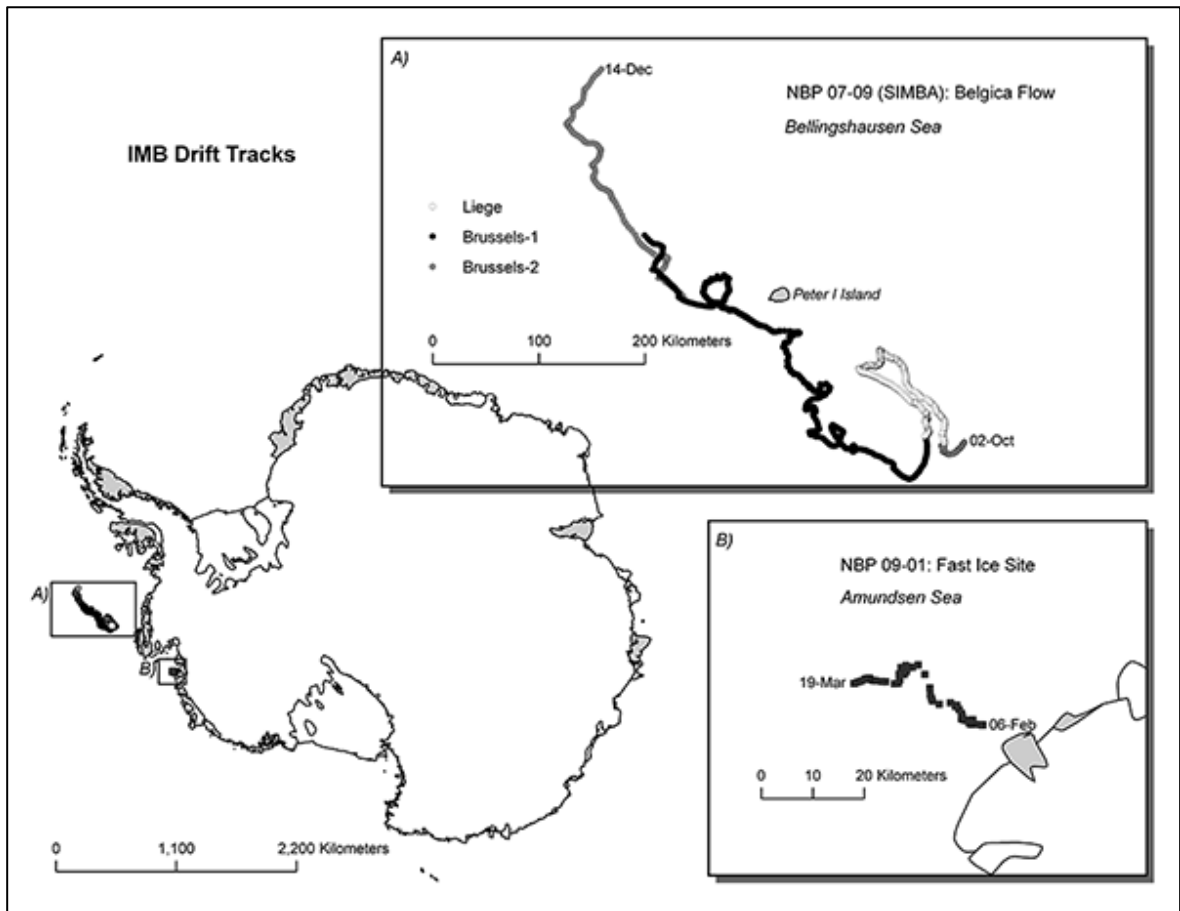 IMB Drift Tracks
A)
14-Dec
NBP 07-09 (SIMBA): Belgica Flow
Bellingshausen Sea
Liege
Brussels-1
Brussels-2
Peter I Island
0 100 200 Kilometers
02-Oct
A)
B)
B)
NBP 09-01: Fast Ice Site
Amundsen Sea
19-Mar
06-Feb
0 10 20 Kilometers
0 1,100 2,200 Kilometers